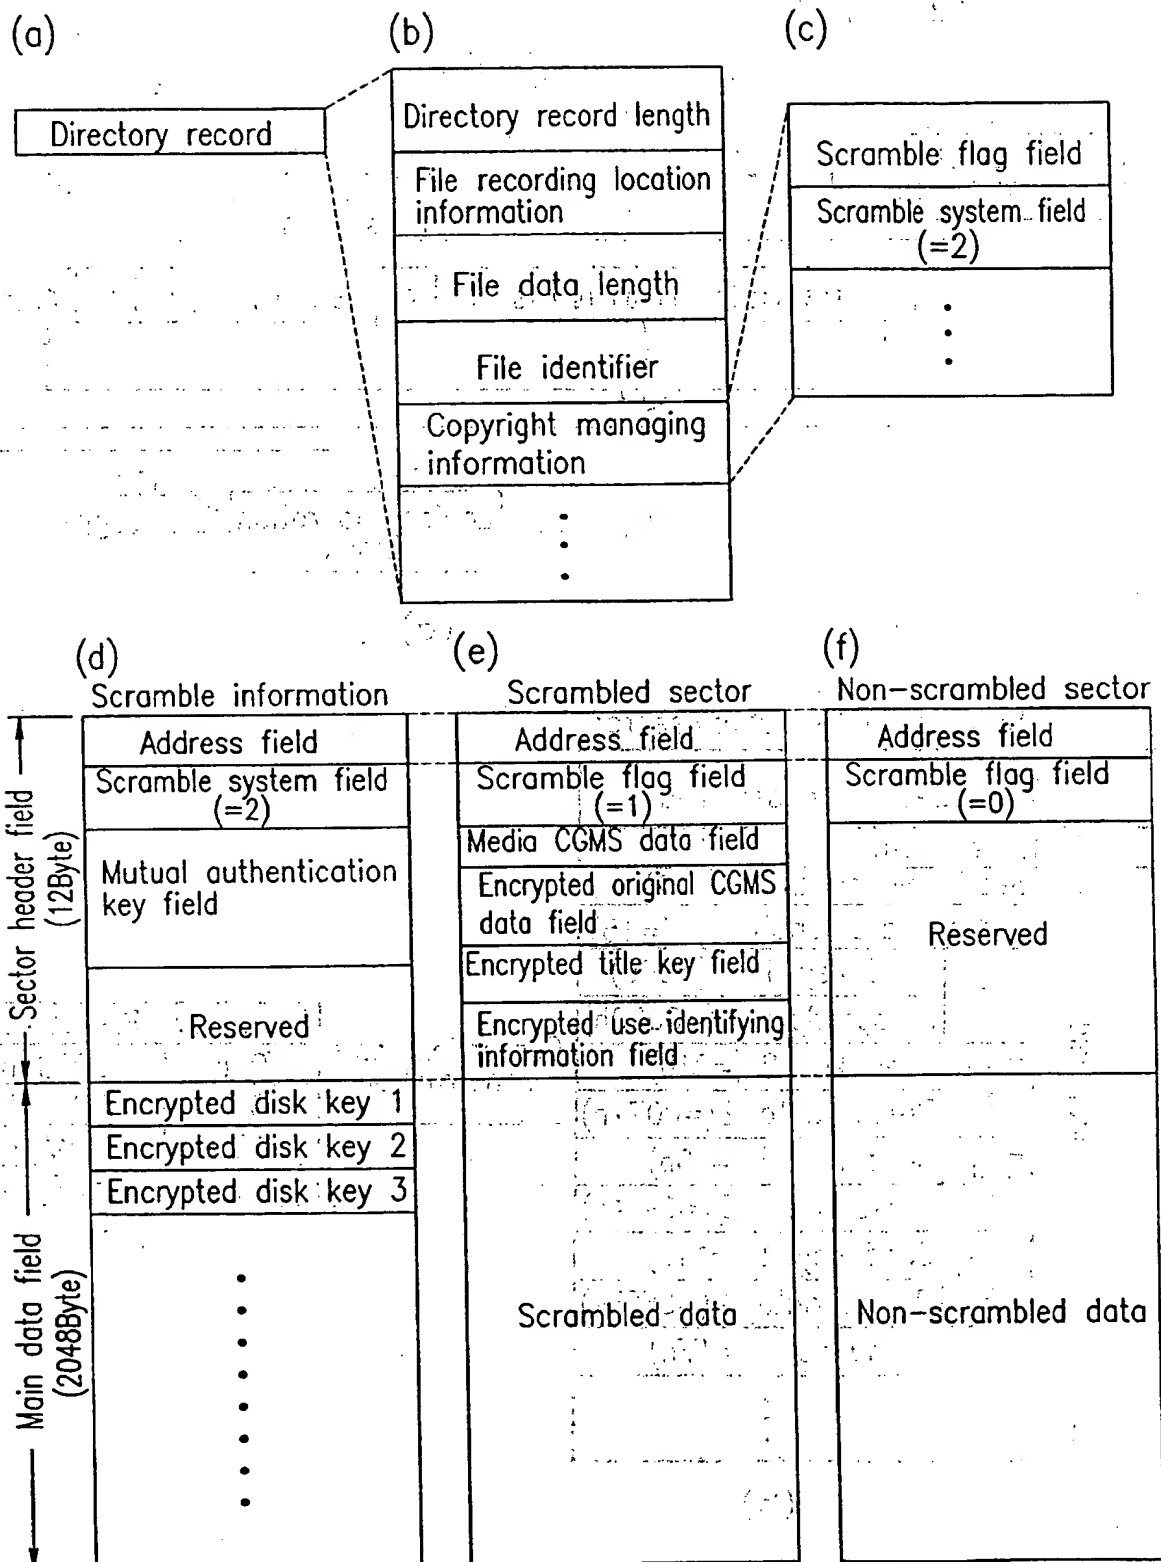 (a)
Directory record
(b)
Directory record length
File recording location
information
File data length
File identifier
Copyright managing
information
(c)
Scramble flag field
Scramble system field
(=2)
(d)
Scramble information
Address field
Scramble system field
(=2)
Mutual authentication
key field
Reserved
Encrypted disk key 1
Encrypted disk key 2
Encrypted disk key 3
(e)
Scrambled sector
Address field
Scramble flag field
(=1)
Media CGMS data field
Encrypted original CGMS
data field
Encrypted title key field
Encrypted use identifying
information field
Scrambled data
(f)
Non-scrambled sector
Address field
Scramble flag field
(=0)
Reserved
Non-scrambled data
Sector header field
(12Byte)
Main data field
(2048Byte)